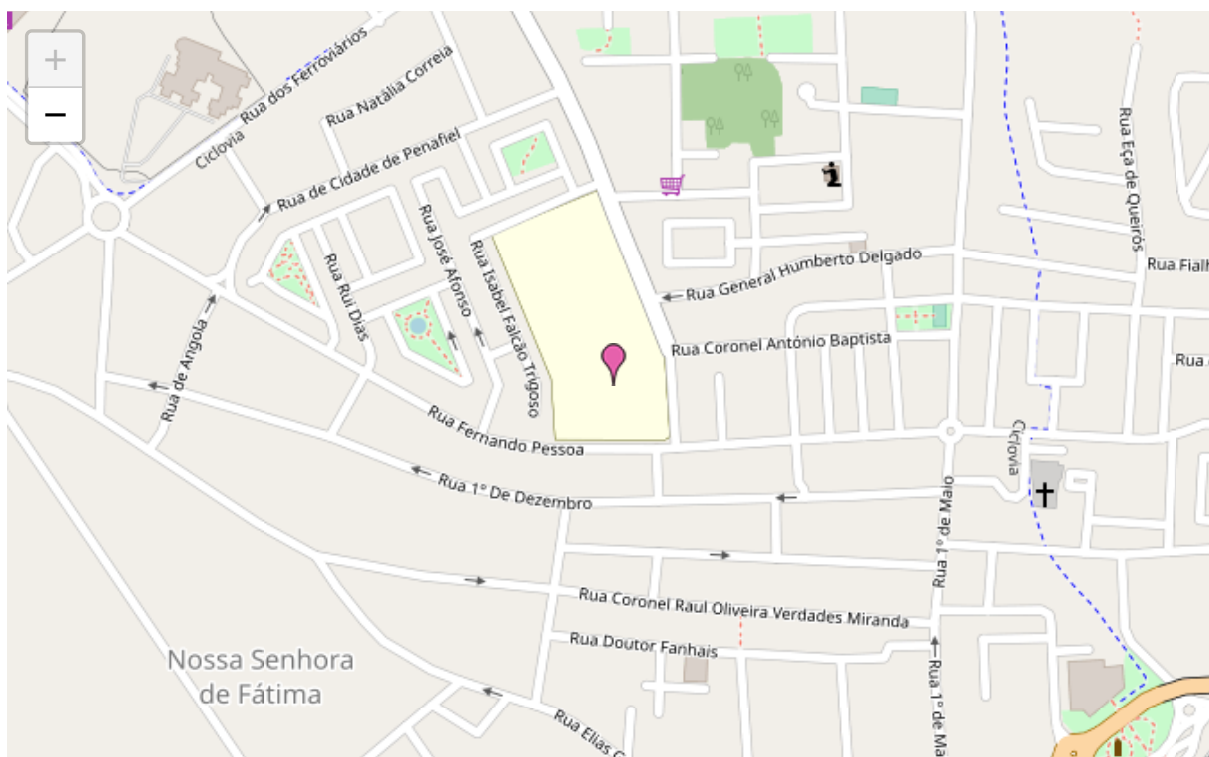 +
−
Rua dos Ferroviários
Ciclovia
Rua Natália Correia
Rua de Cidade de Penafiel
Rua José Afonso
Rua Isabel Falcão Trigoso
Rua Rui Dias
Rua de Angola
Rua Eça de Queirós
Rua General Humberto Delgado
Rua Fialh
Rua Coronel António Baptista
Rua
Rua Fernando Pessoa
Ciclovia
Rua 1º De Dezembro
Rua 1º de Maio
Rua Coronel Raul Oliveira Verdades Miranda
Rua Doutor Fanhais
Nossa Senhora
de Fátima
Rua 1º de Ma
Rua Elias G